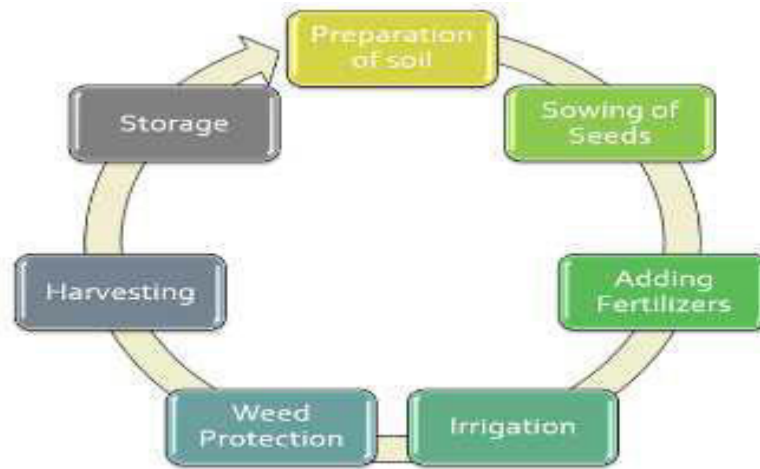 Preparation
of soil
Sowing of
Seeds
Adding
Fertilizers
Irrigation
Weed
Protection
Harvesting
Storage